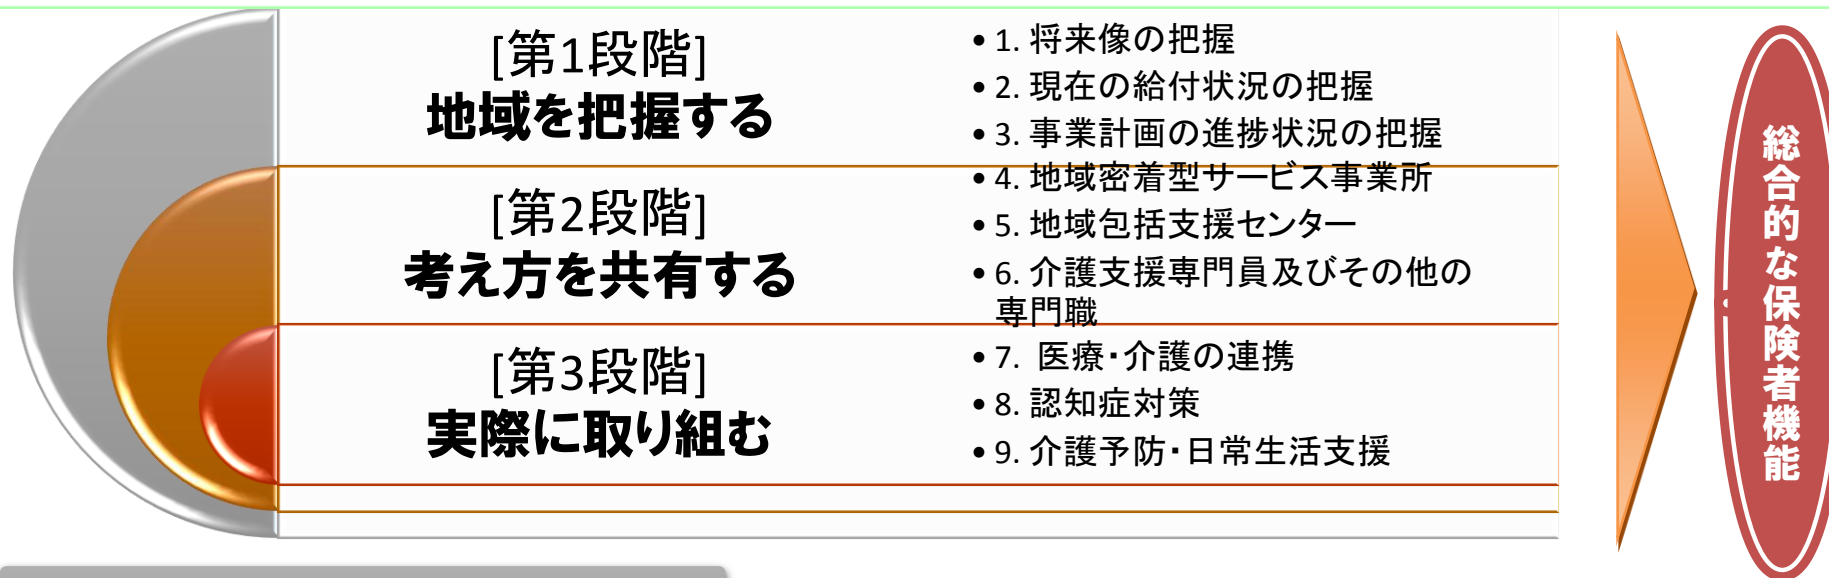 [第1段階]
地域を把握する
• 1. 将来像の把握
• 2. 現在の給付状況の把握
• 3. 事業計画の進捗状況の把握
[第2段階]
考え方を共有する
• 4. 地域密着型サービス事業所
• 5. 地域包括支援センター
• 6. 介護支援専門員及びその他の
専門職
[第3段階]
実際に取り組む
• 7. 医療・介護の連携
• 8. 認知症対策
• 9. 介護予防・日常生活支援
総合的な保険者機能